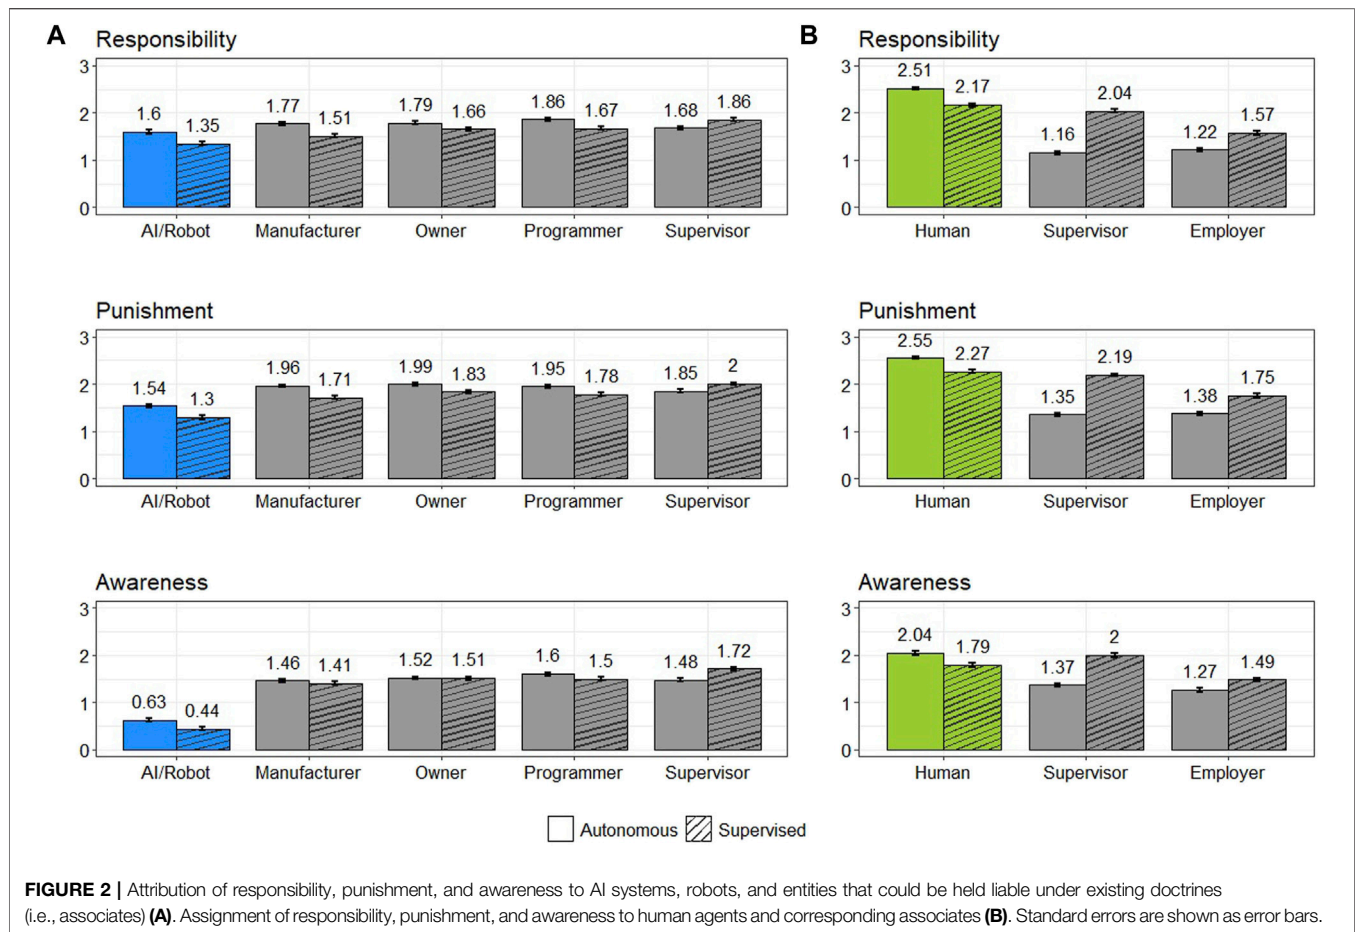 A Responsibility
3
2
1
0
1.6 1.35 1.77 1.51 1.79 1.66 1.86 1.67 1.68 1.86
AI/Robot Manufacturer Owner Programmer Supervisor
Punishment
3
2
1
0
1.54 1.3 1.96 1.71 1.99 1.83 1.95 1.78 1.85 2
AI/Robot Manufacturer Owner Programmer Supervisor
Awareness
3
2
1
0
0.63 0.44 1.46 1.41 1.52 1.51 1.6 1.5 1.48 1.72
AI/Robot Manufacturer Owner Programmer Supervisor
B Responsibility
3
2
1
0
2.51 2.17 1.16 2.04 1.22 1.57
Human Supervisor Employer
Punishment
3
2
1
0
2.55 2.27 1.35 2.19 1.38 1.75
Human Supervisor Employer
Awareness
3
2
1
0
2.04 1.79 1.37 2 1.27 1.49
Human Supervisor Employer
Autonomous Supervised
FIGURE 2 | Attribution of responsibility, punishment, and awareness to AI systems, robots, and entities that could be held liable under existing doctrines
(i.e., associates) (A). Assignment of responsibility, punishment, and awareness to human agents and corresponding associates (B). Standard errors are shown as error bars.